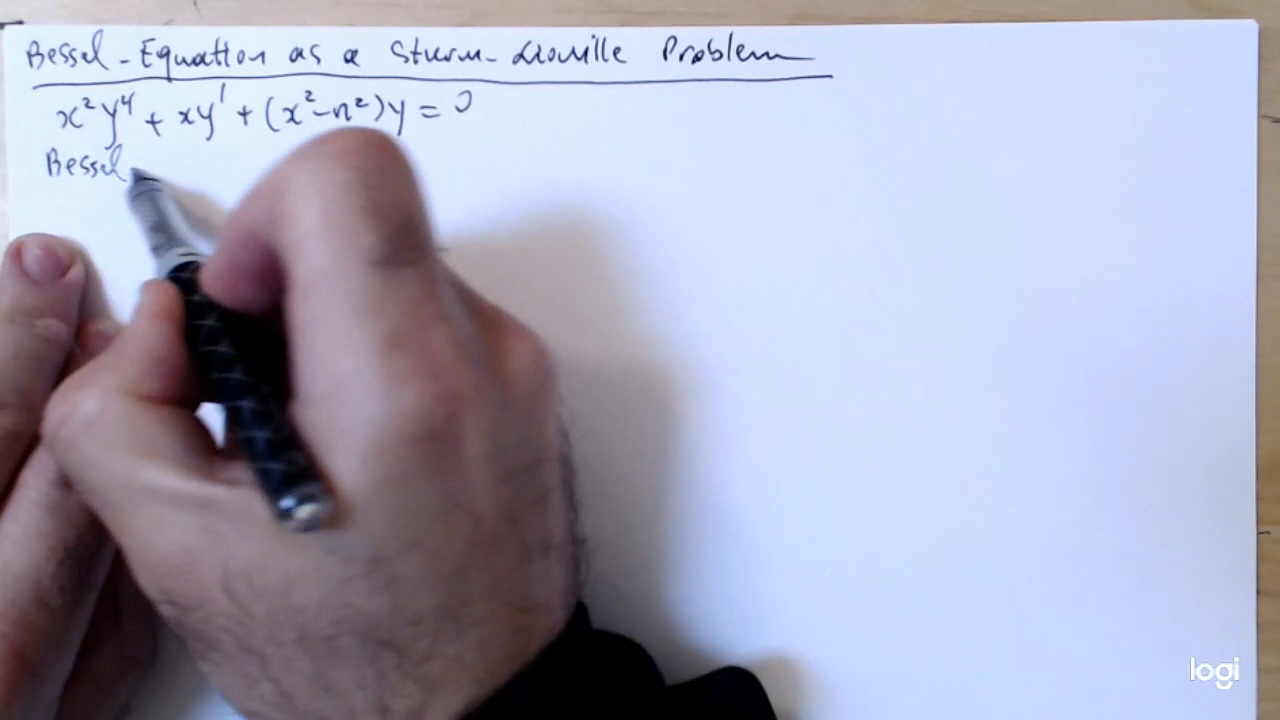 Bessel-Equation as a Sturm-Liouville Problem
x²y'' + xy' + (x²-n²)y = 0
Bessel
logi